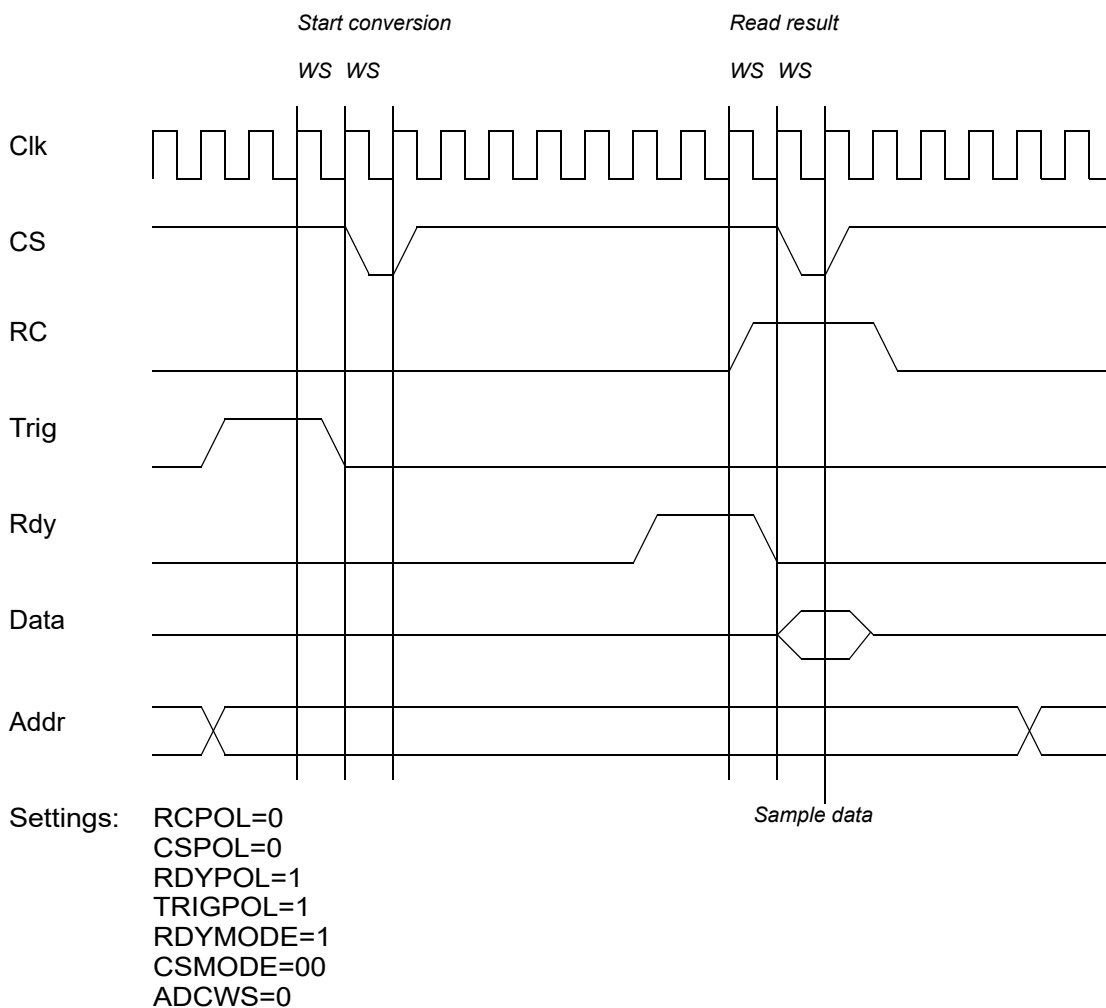 Start conversion Read result
WS WS WS WS
Clk
CS
RC
Trig
Rdy
Data
Addr
Sample data
Settings: RCPOL=0
CSPOL=0
RDYPOL=1
TRIGPOL=1
RDYMODE=1
CSMODE=00
ADCWS=0